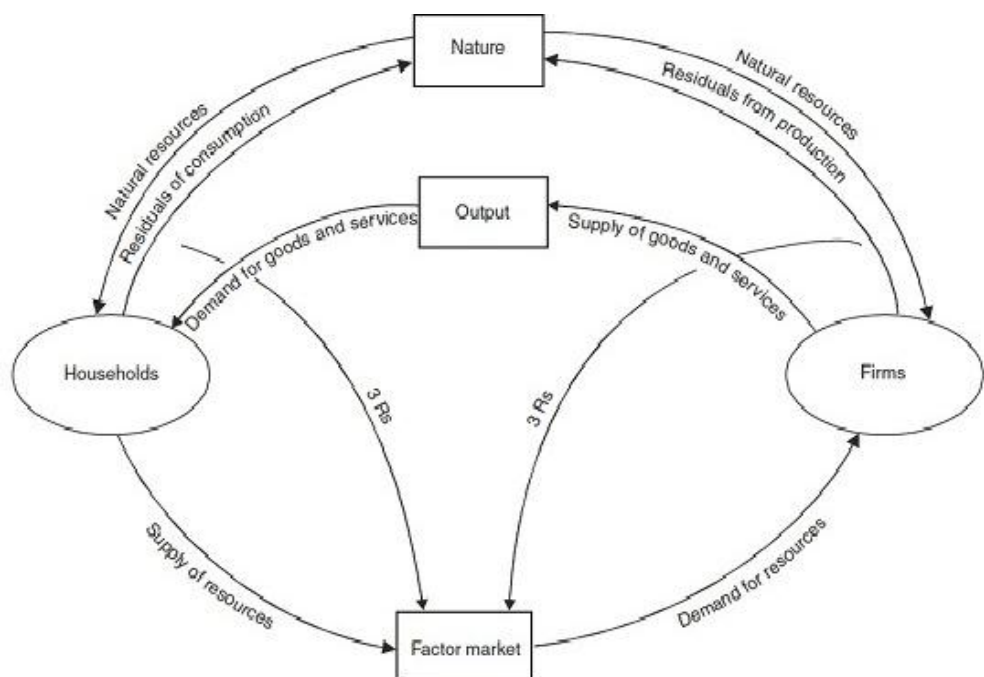 Nature
Natural resources
Residuals of consumption
Natural resources
Residuals from production
Output
Demand for goods and services
Supply of goods and services
Households
Firms
3 Rs
3 Rs
Supply of resources
Demand for resources
Factor market